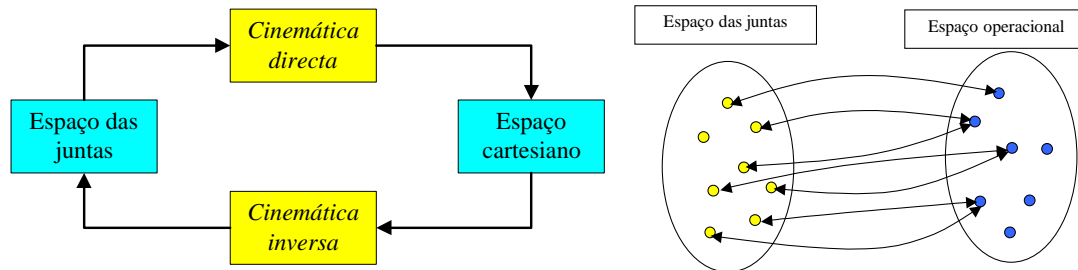 Cinemática
directa
Espaço das
juntas
Espaço
cartesiano
Cinemática
inversa
Espaço das juntas
Espaço operacional